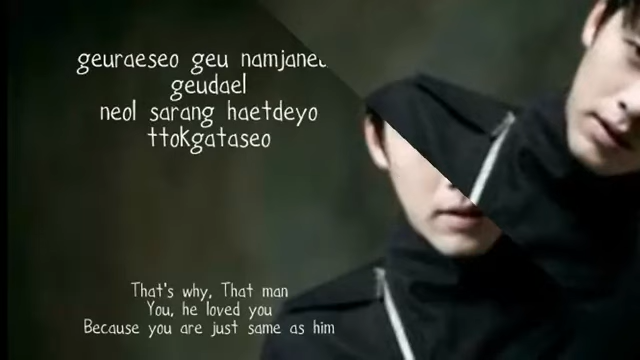 geuraeseo geu namjaneun
geudael
neol sarang haetdeyo
ttokgataseo
That's why, That man
You, he loved you
Because you are just same as him